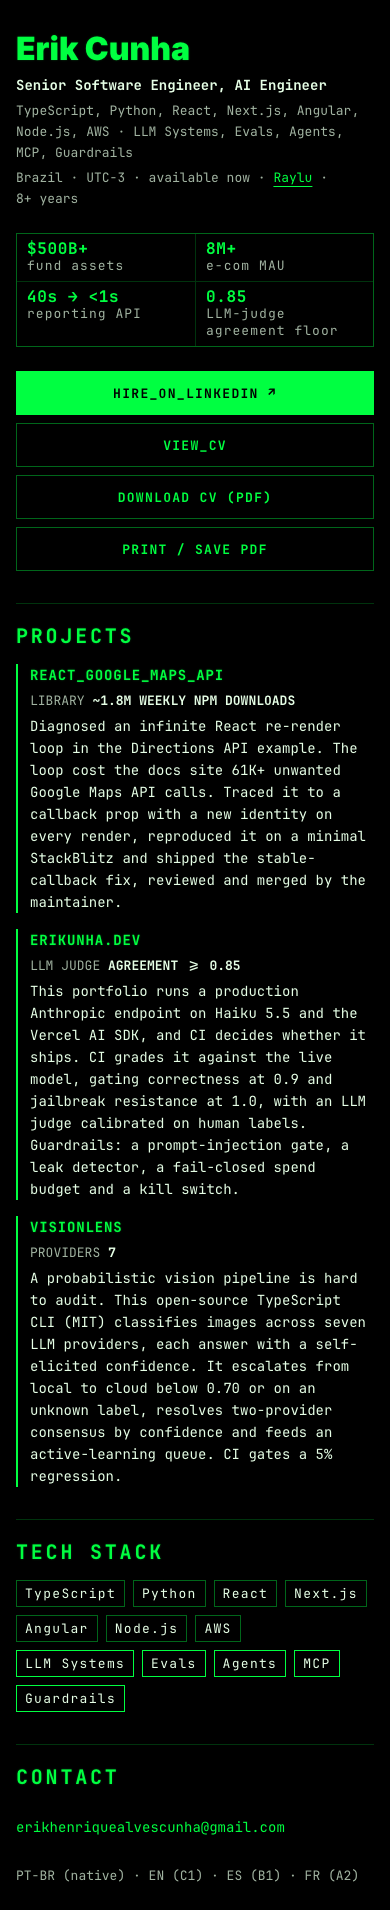 Erik Cunha
Senior Software Engineer, AI Engineer
TypeScript, Python, React, Next.js, Angular,
Node.js, AWS · LLM Systems, Evals, Agents,
MCP, Guardrails
Brazil · UTC-3 · available now · Raylu ·
8+ years
$500B+
fund assets
8M+
e-com MAU
40s → <1s
reporting API
0.85
LLM-judge
agreement floor
HIRE_ON_LINKEDIN ↗
VIEW_CV
DOWNLOAD CV (PDF)
PRINT / SAVE PDF
PROJECTS
REACT_GOOGLE_MAPS_API
LIBRARY ~1.8M WEEKLY NPM DOWNLOADS
Diagnosed an infinite React re-render
loop in the Directions API example. The
loop cost the docs site 61K+ unwanted
Google Maps API calls. Traced it to a
callback prop with a new identity on
every render, reproduced it on a minimal
StackBlitz and shipped the stable-
callback fix, reviewed and merged by the
maintainer.
ERIKUNHA.DEV
LLM JUDGE AGREEMENT ⩾ 0.85
This portfolio runs a production
Anthropic endpoint on Haiku 5.5 and the
Vercel AI SDK, and CI decides whether it
ships. CI grades it against the live
model, gating correctness at 0.9 and
jailbreak resistance at 1.0, with an LLM
judge calibrated on human labels.
Guardrails: a prompt-injection gate, a
leak detector, a fail-closed spend
budget and a kill switch.
VISIONLENS
PROVIDERS 7
A probabilistic vision pipeline is hard
to audit. This open-source TypeScript
CLI (MIT) classifies images across seven
LLM providers, each answer with a self-
elicited confidence. It escalates from
local to cloud below 0.70 or on an
unknown label, resolves two-provider
consensus by confidence and feeds an
active-learning queue. CI gates a 5%
regression.
TECH STACK
TypeScript Python React Next.js
Angular Node.js AWS
LLM Systems Evals Agents MCP
Guardrails
CONTACT
erikhenriquealvescunha@gmail.com
PT-BR (native) · EN (C1) · ES (B1) · FR (A2)